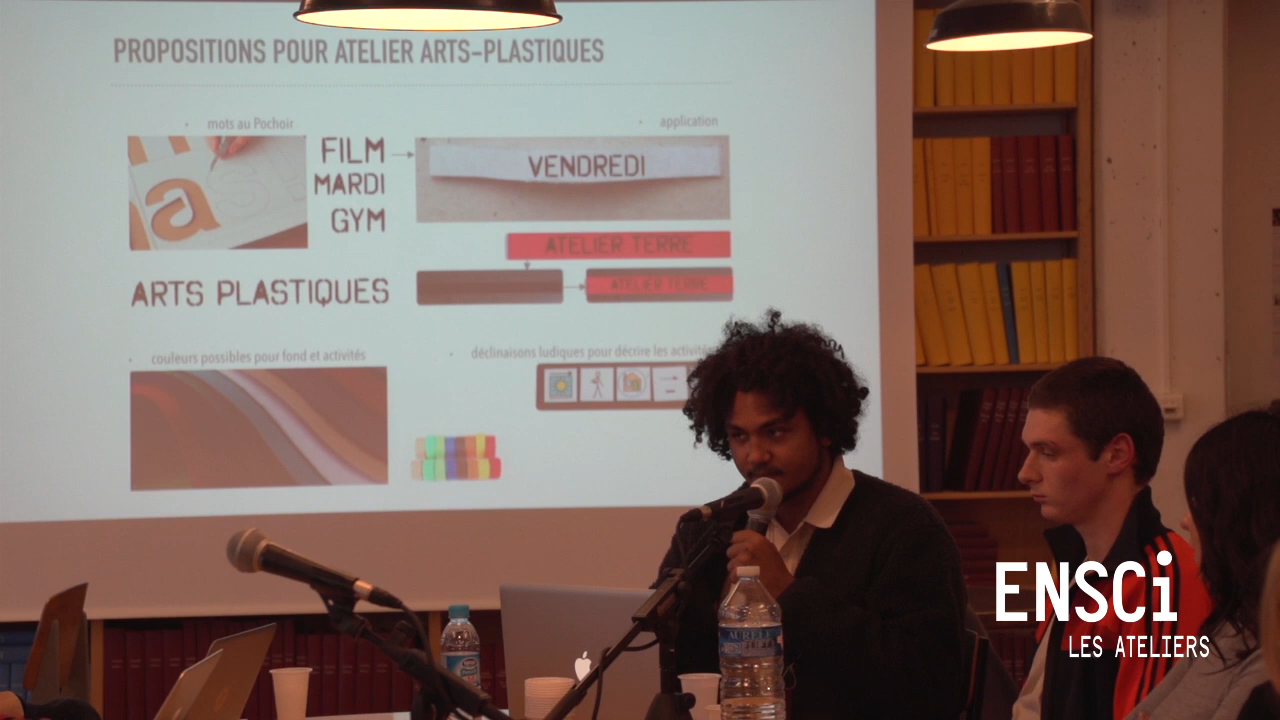 PROPOSITIONS POUR ATELIER ARTS-PLASTIQUES
• mots au Pochoir
• application
FILM
MARDI
GYM
VENDREDI
ATELIER TERRE
ARTS PLASTIQUES
ATELIER TERRE
• couleurs possibles pour fond et activités
• déclinaisons ludiques pour décrire les activités
a
s
ENSCi
LES ATELIERS